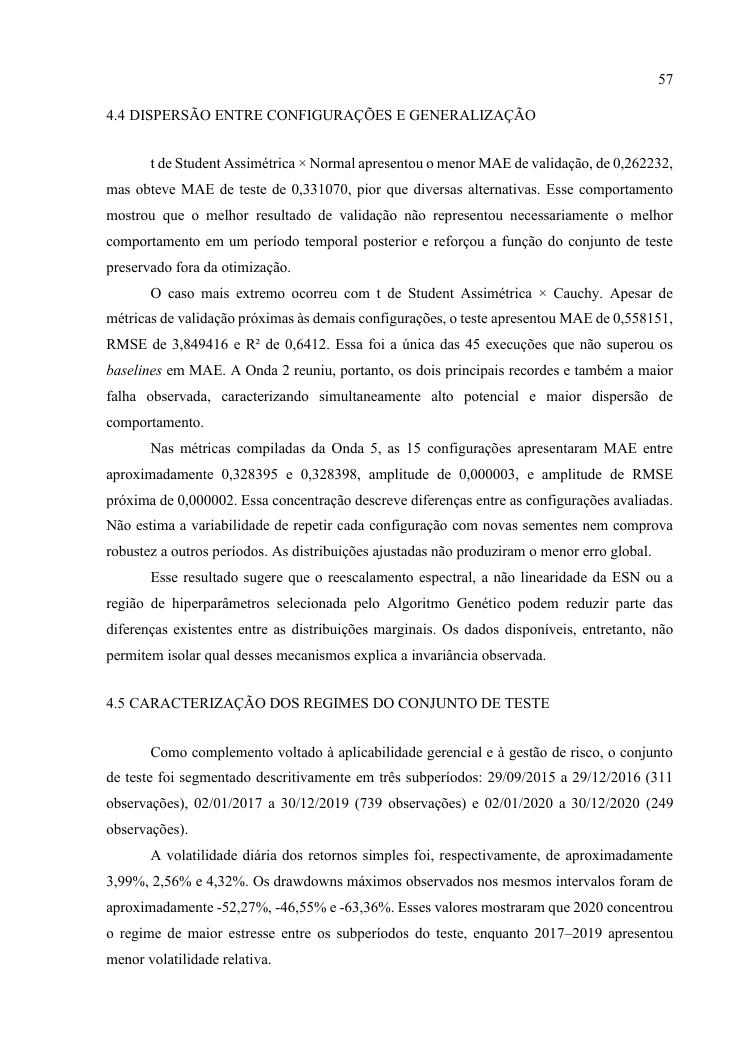 57
4.4 DISPERSÃO ENTRE CONFIGURAÇÕES E GENERALIZAÇÃO
t de Student Assimétrica × Normal apresentou o menor MAE de validação, de 0,262232,
mas obteve MAE de teste de 0,331070, pior que diversas alternativas. Esse comportamento
mostrou que o melhor resultado de validação não representou necessariamente o melhor
comportamento em um período temporal posterior e reforçou a função do conjunto de teste
preservado fora da otimização.
O caso mais extremo ocorreu com t de Student Assimétrica × Cauchy. Apesar de
métricas de validação próximas às demais configurações, o teste apresentou MAE de 0,558151,
RMSE de 3,849416 e R² de 0,6412. Essa foi a única das 45 execuções que não superou os
baselines em MAE. A Onda 2 reuniu, portanto, os dois principais recordes e também a maior
falha observada, caracterizando simultaneamente alto potencial e maior dispersão de
comportamento.
Nas métricas compiladas da Onda 5, as 15 configurações apresentaram MAE entre
aproximadamente 0,328395 e 0,328398, amplitude de 0,000003, e amplitude de RMSE
próxima de 0,000002. Essa concentração descreve diferenças entre as configurações avaliadas.
Não estima a variabilidade de repetir cada configuração com novas sementes nem comprova
robustez a outros períodos. As distribuições ajustadas não produziram o menor erro global.
Esse resultado sugere que o reescalamento espectral, a não linearidade da ESN ou a
região de hiperparâmetros selecionada pelo Algoritmo Genético podem reduzir parte das
diferenças existentes entre as distribuições marginais. Os dados disponíveis, entretanto, não
permitem isolar qual desses mecanismos explica a invariância observada.
4.5 CARACTERIZAÇÃO DOS REGIMES DO CONJUNTO DE TESTE
Como complemento voltado à aplicabilidade gerencial e à gestão de risco, o conjunto
de teste foi segmentado descritivamente em três subperíodos: 29/09/2015 a 29/12/2016 (311
observações), 02/01/2017 a 30/12/2019 (739 observações) e 02/01/2020 a 30/12/2020 (249
observações).
A volatilidade diária dos retornos simples foi, respectivamente, de aproximadamente
3,99%, 2,56% e 4,32%. Os drawdowns máximos observados nos mesmos intervalos foram de
aproximadamente -52,27%, -46,55% e -63,36%. Esses valores mostraram que 2020 concentrou
o regime de maior estresse entre os subperíodos do teste, enquanto 2017–2019 apresentou
menor volatilidade relativa.